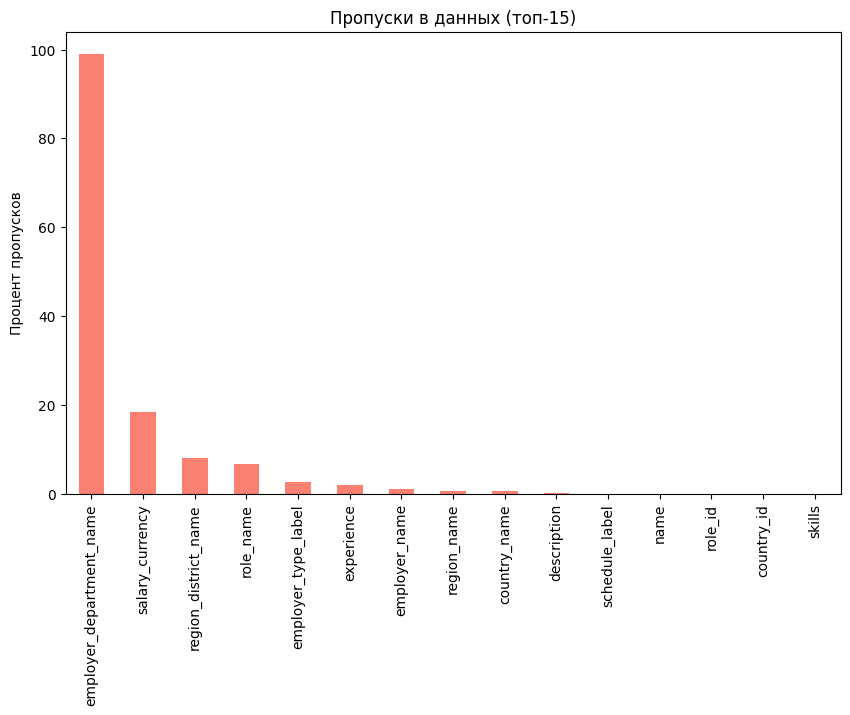 Пропуски в данных (топ-15)
Процент пропусков
100
80
60
40
20
0
employer_department_name
salary_currency
region_district_name
role_name
employer_type_label
experience
employer_name
region_name
country_name
description
schedule_label
name
role_id
country_id
skills